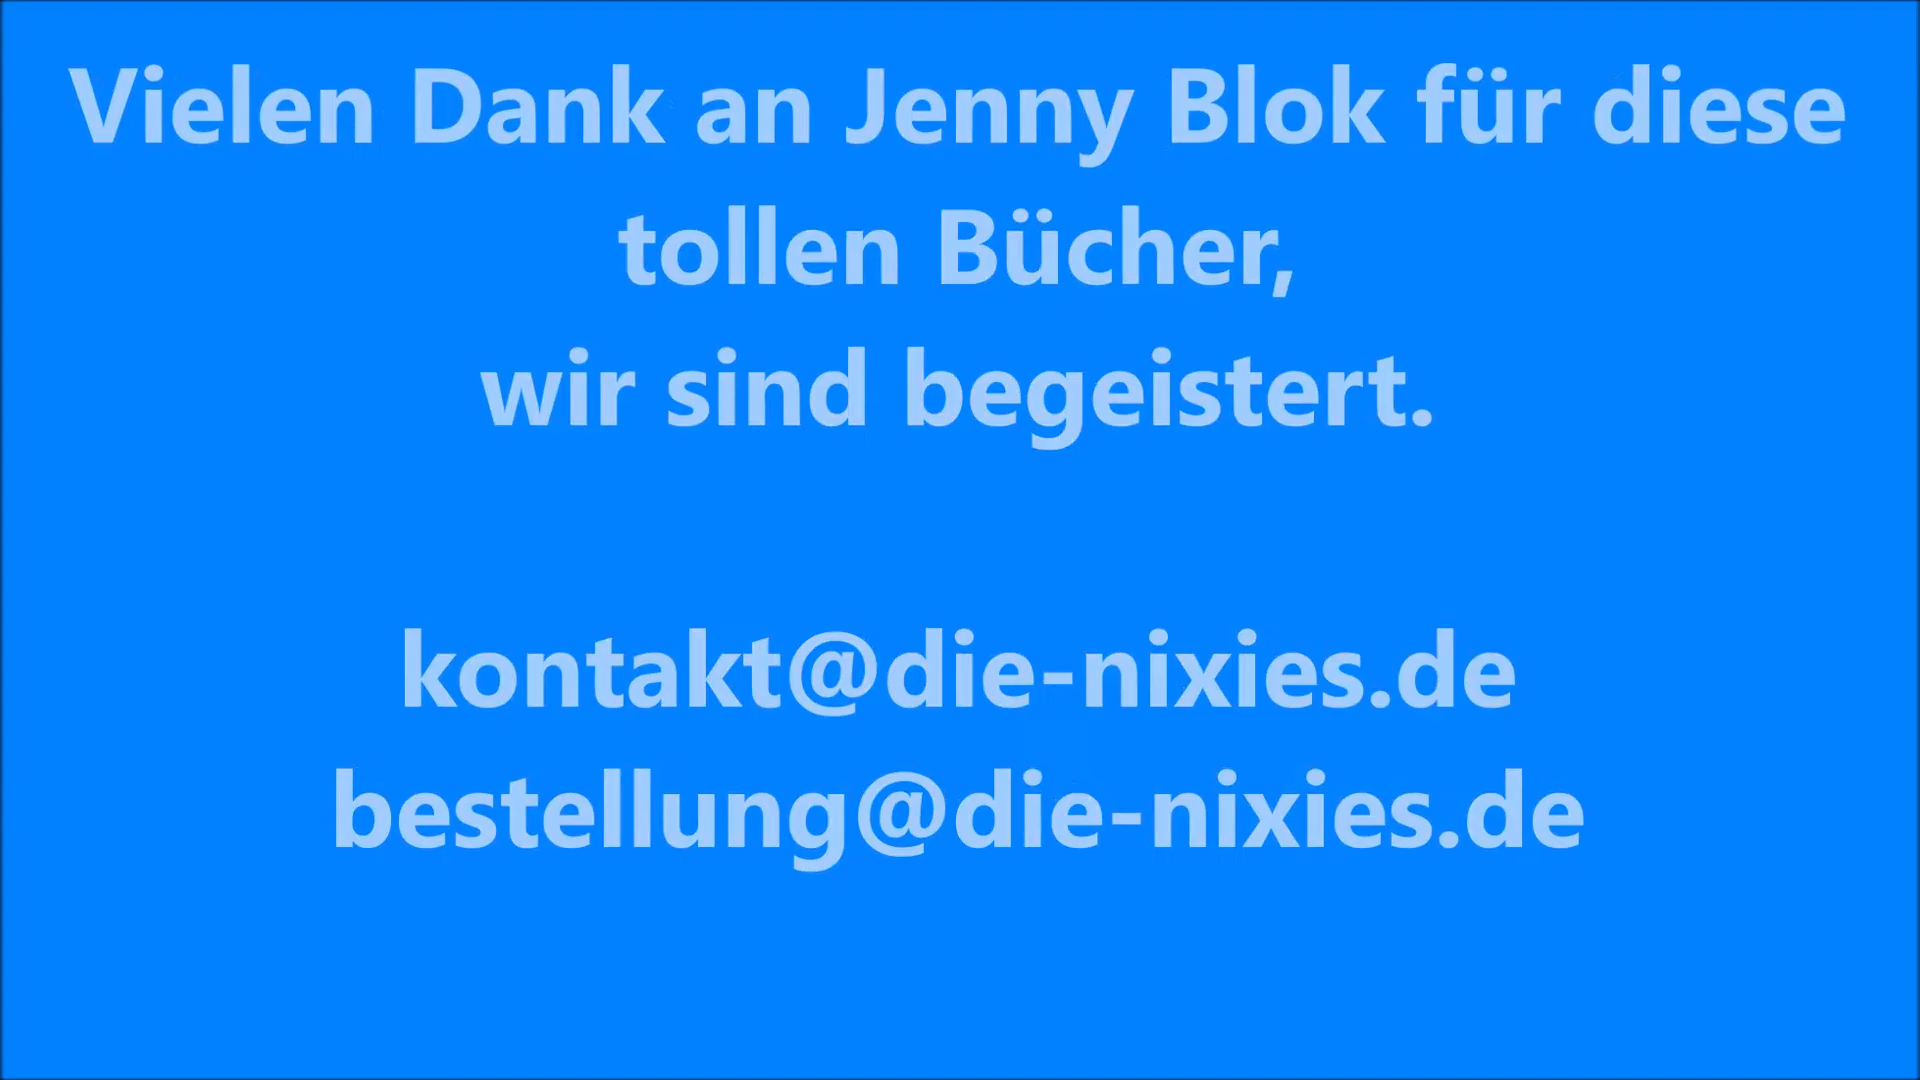 Vielen Dank an Jenny Blok für diese
tollen Bücher,
wir sind begeistert.
kontakt@die-nixies.de
bestellung@die-nixies.de